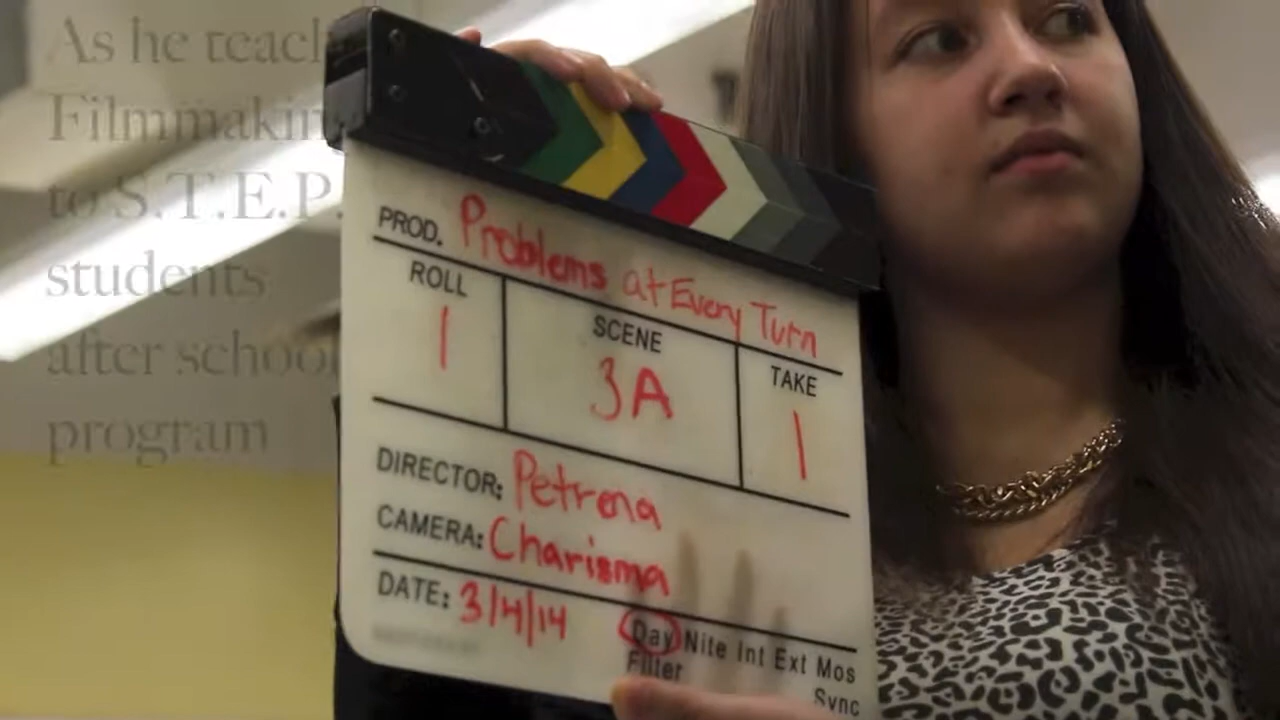 As he teach
Filmmakin
to S.T.E.P.
students
after school
program
PROD. Problems at Every Turn
ROLL SCENE TAKE
1 3A 1
DIRECTOR: Petrena
CAMERA: Charisma
DATE: 3/4/14 Day Nite Int Ext Mos
Filter Sync